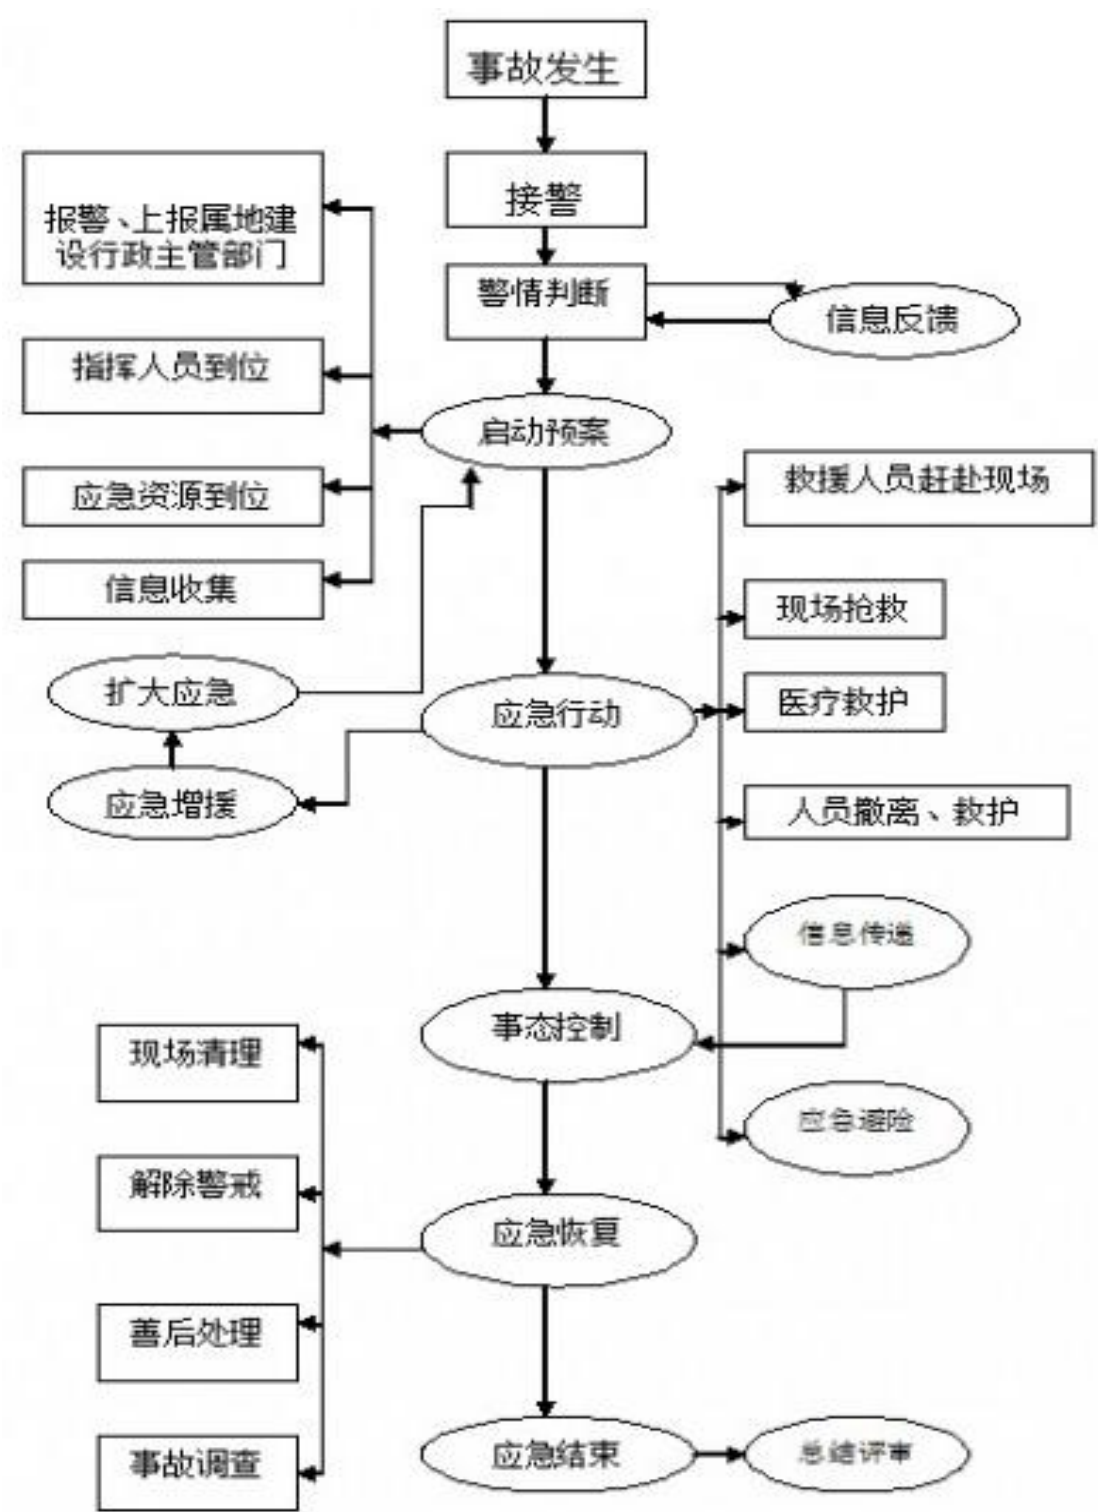 事故发生
接警
报警、上报属地建
设行政主管部门
警情判断
信息反馈
指挥人员到位
启动预案
救援人员赶赴现场
应急资源到位
信息收集
现场抢救
扩大应急
应急行动
医疗救护
应急增援
人员撤离、救护
信息传递
事态控制
现场清理
应急避险
解除警戒
应急恢复
善后处理
应急结束
总结评审
事故调查